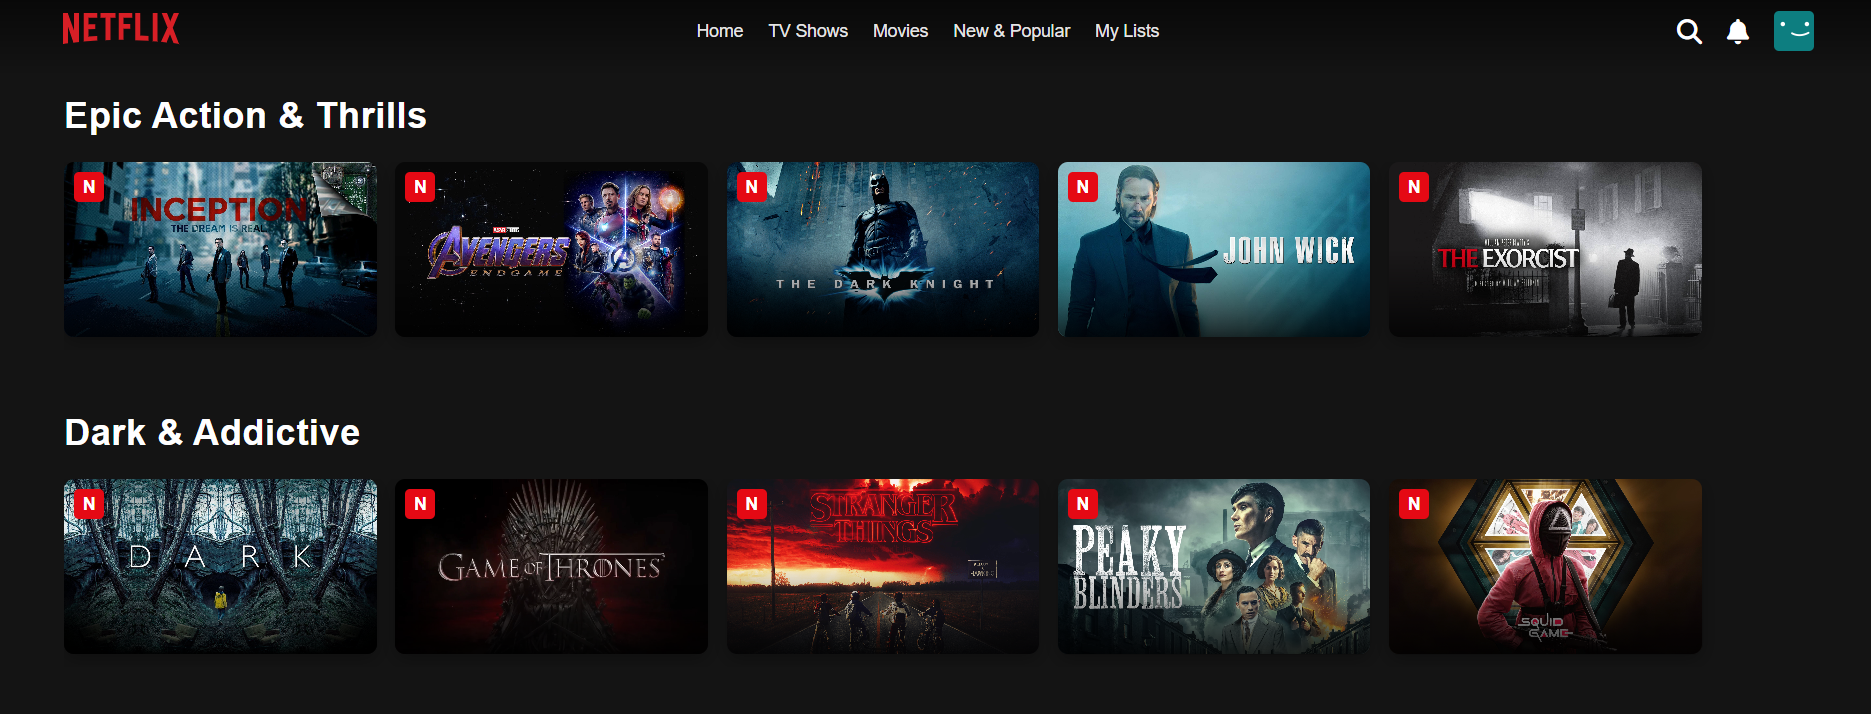 NETFLIX
Home TV Shows Movies New & Popular My Lists
Epic Action & Thrills
N
INCEPTION
THE DREAM IS REAL
N
MARVEL STUDIOS
AVENGERS
ENDGAME
N
THE DARK KNIGHT
N
JOHN WICK
N
THE EXORCIST
Dark & Addictive
N
DARK
N
GAME OF THRONES
N
STRANGER
THINGS
N
PEAKY
BLINDERS
N
SQUID
GAME